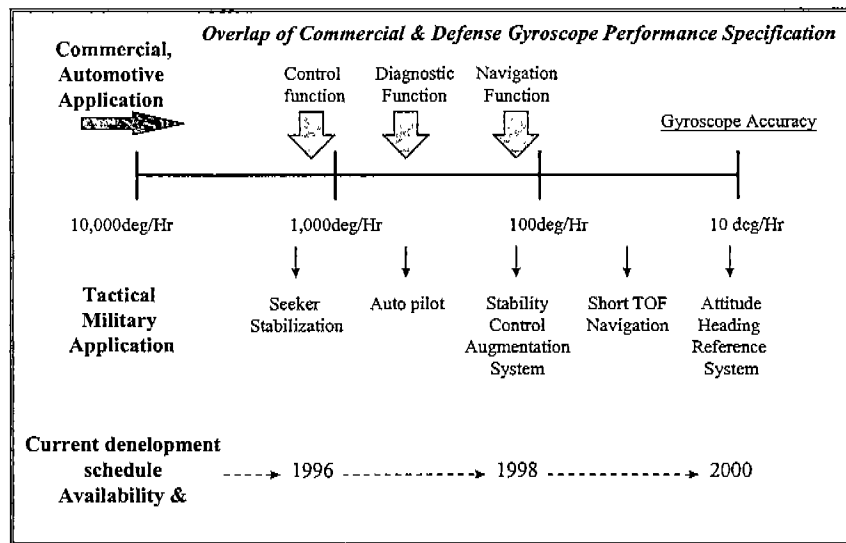 Overlap of Commercial & Defense Gyroscope Performance Specification
Commercial,
Automotive
Application
Control
function
Diagnostic
Function
Navigation
Function
Gyroscope Accuracy
10,000deg/Hr
1,000deg/Hr
100deg/Hr
10 deg/Hr
Tactical
Military
Application
Seeker
Stabilization
Auto pilot
Stability
Control
Augmentation
System
Short TOF
Navigation
Attitude
Heading
Reference
System
Current denelopment
schedule
Availability &
1996
1998
2000